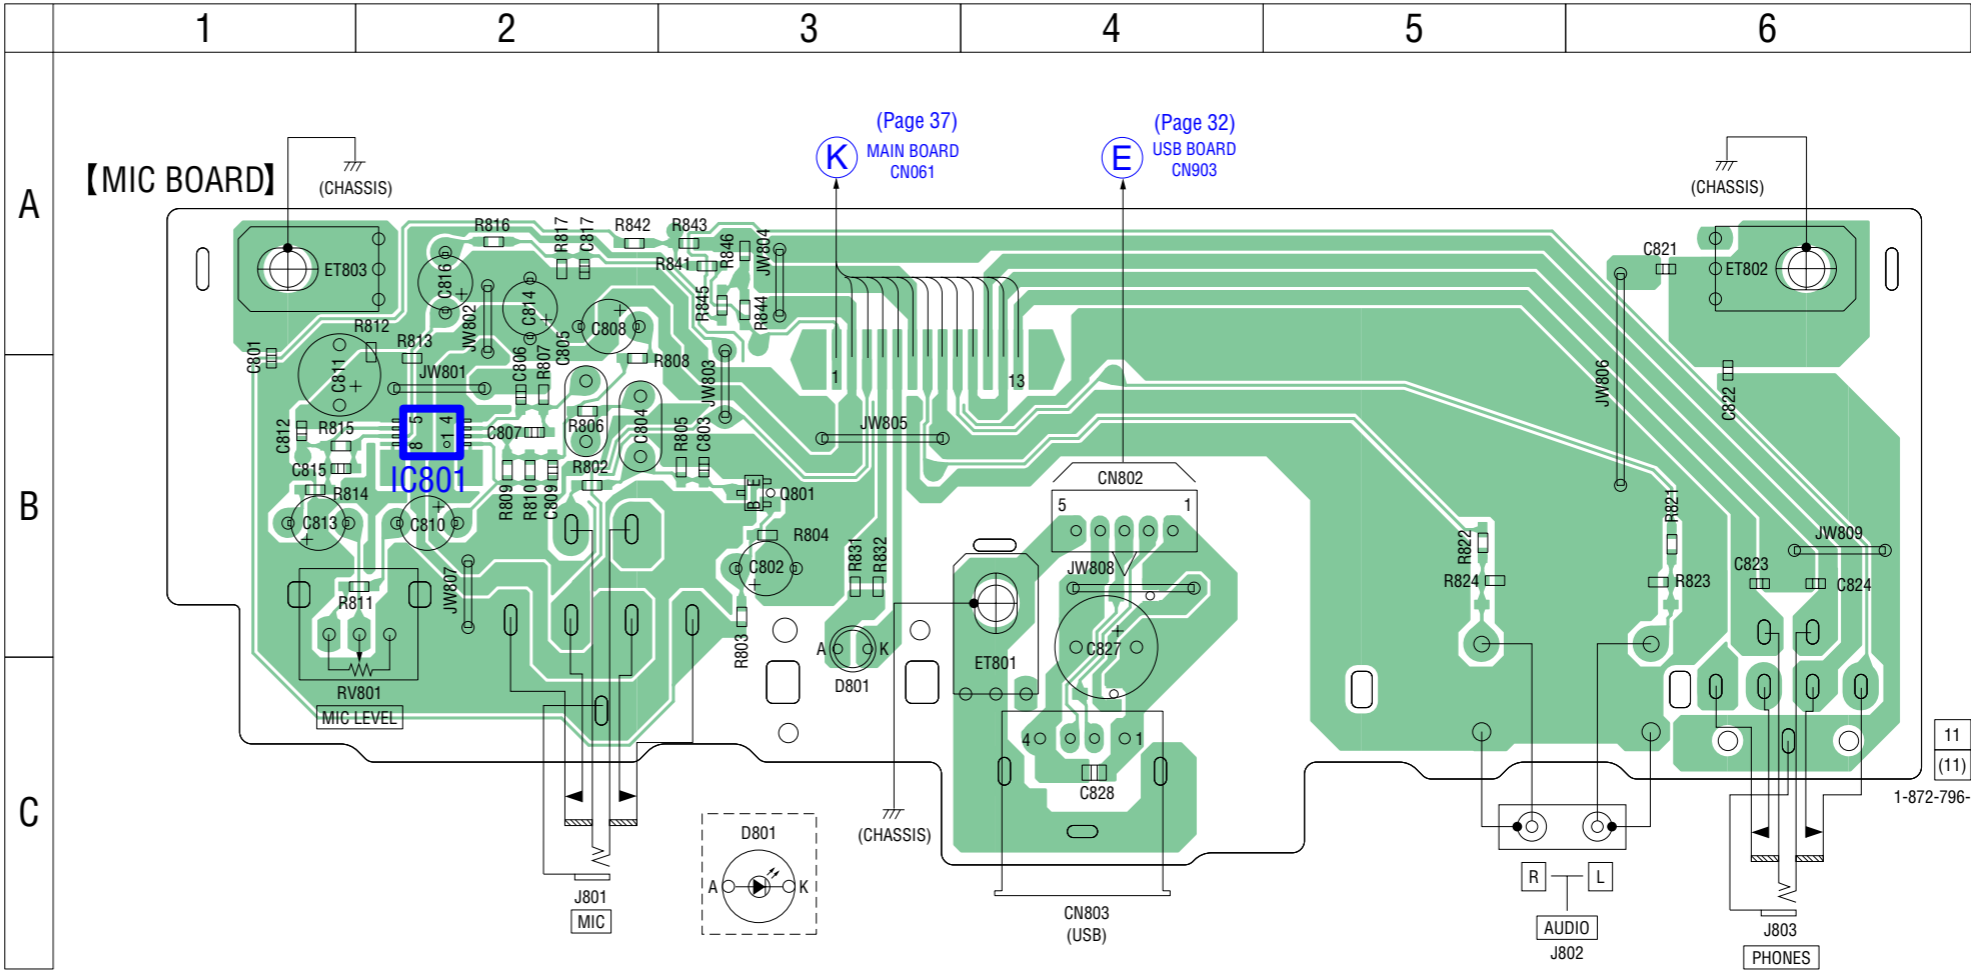 1 2 3 4 5 6
A
B
C
【MIC BOARD】
(CHASSIS)
(Page 37)
K MAIN BOARD
CN061
(Page 32)
E USB BOARD
CN903
(CHASSIS)
ET803
R816
R817
C817
R842
R843
R846
JW804
R841
C816
JW802
C814
C805
C808
R845
R844
C821
ET802
C801
R812
C811
R813
JW801
C806
R807
R808
JW803
1 13
JW806
C822
C812
R815
5 4
8 1
IC801
C807
R806
C804
R805
C803
JW805
C815
R814
C813
C810
R809
R810
C809
R802
B E
Q801
R804
C802
R831
R832
CN802
5 1
JW808
R822
R824
R821
R823
JW809
C823
C824
R811
JW807
R803
A K
D801
ET801
C827
RV801
MIC LEVEL
4 1
C828
11
(11)
1-872-796-
(CHASSIS)
D801
A K
J801
MIC
CN803
(USB)
R L
AUDIO
J802
J803
PHONES